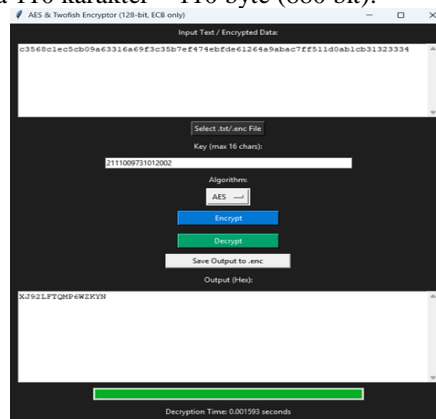 110 karakter = 110 byte (880 bit).
AES & Twofish Encryptor (128-bit, ECB only)
Input Text / Encrypted Data:
c3568c1ec5cb09a63316a69f3c35b7ef474ebfde61264a9abac7ff511d0ab1cb31323334
Select .txt/.enc File
Key (max 16 chars):
2111009731012002
Algorithm:
AES
Encrypt
Decrypt
Save Output to .enc
Output (Hex):
XJ92LFTQMP6WZKYN
Decryption Time: 0.001593 seconds